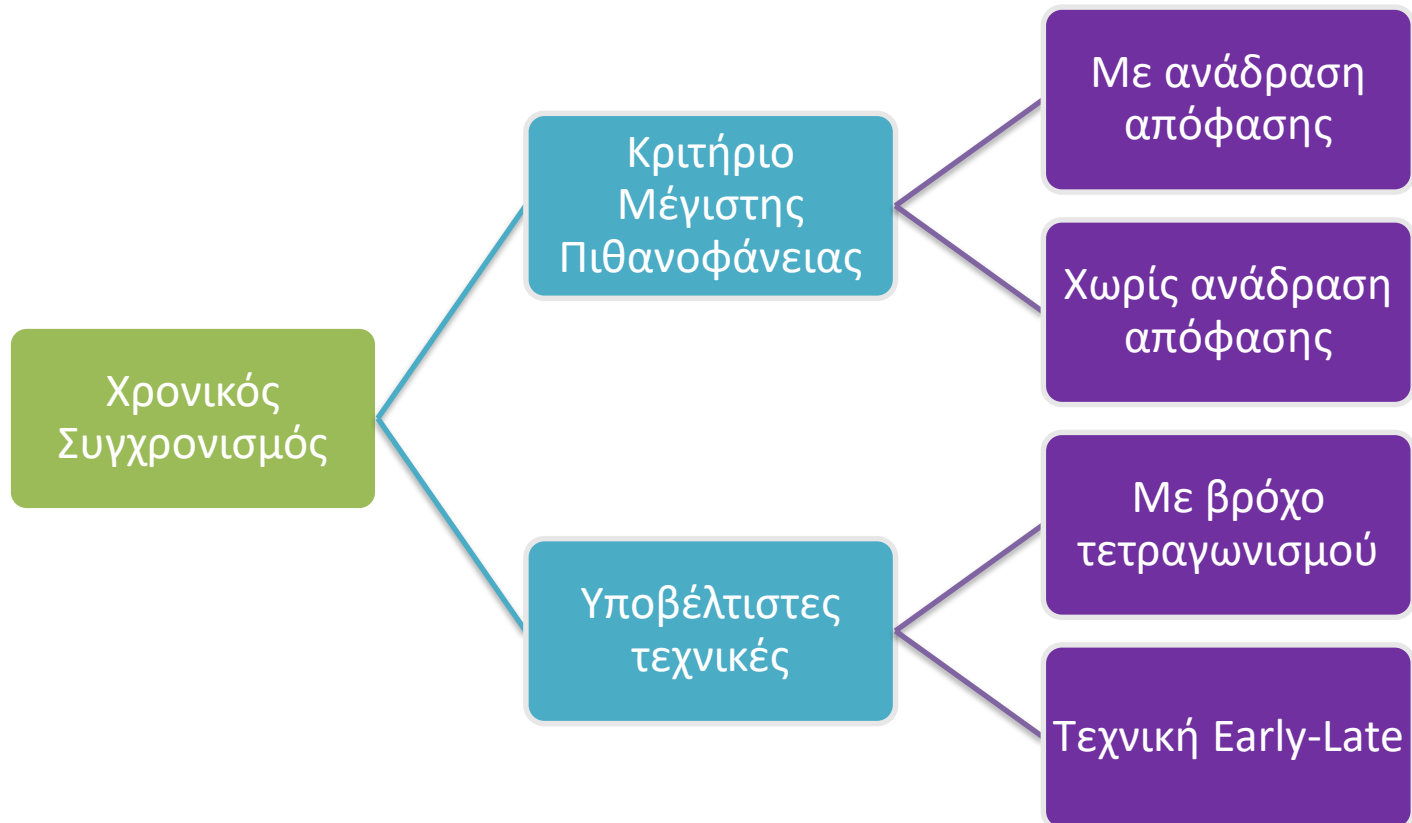 Χρονικός
Συγχρονισμός
Κριτήριο
Μέγιστης
Πιθανοφάνειας
Με ανάδραση
απόφασης
Χωρίς ανάδραση
απόφασης
Υποβέλτιστες
τεχνικές
Με βρόχο
τετραγωνισμού
Τεχνική Early-Late